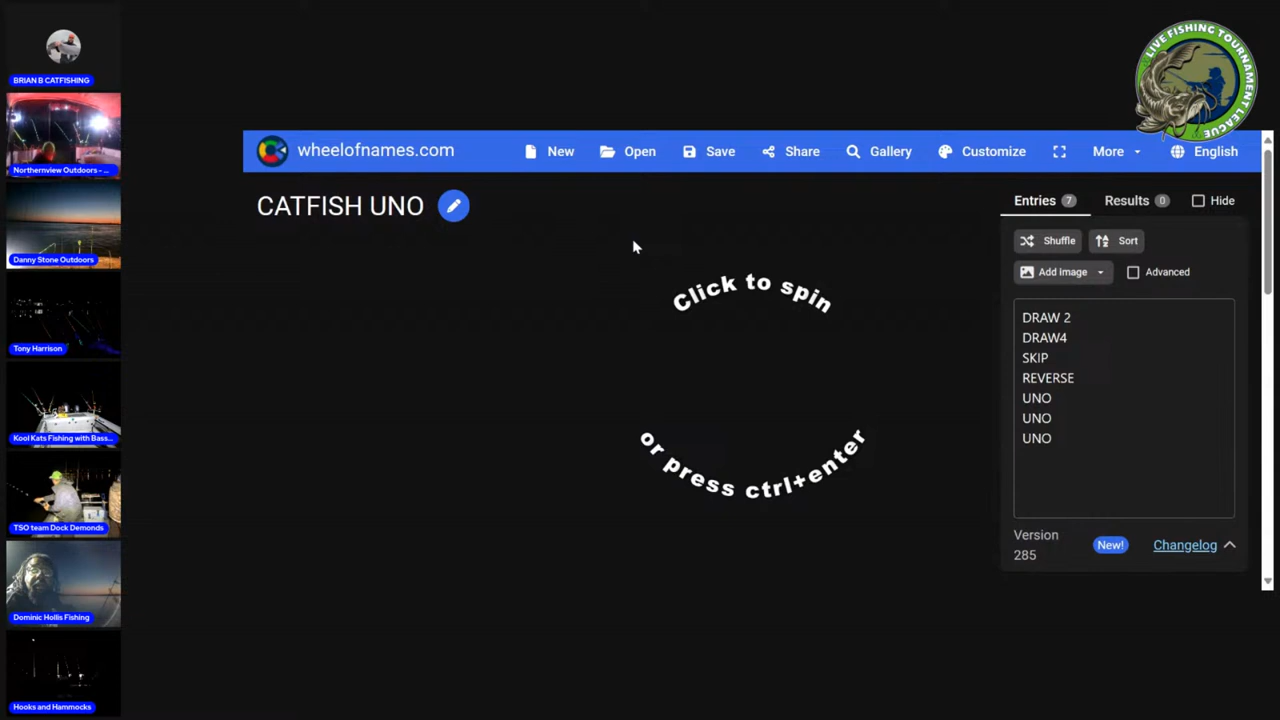 BRIAN B CATFISHING
Northernview Outdoors - ...
Danny Stone Outdoors
Tony Harrison
Kool Kats Fishing with Bass...
TSO team Dock Demonds
Dominic Hollis Fishing
Hooks and Hammocks
LIVE FISHING TOURNAMENT LEAGUE
wheelofnames.com
New
Open
Save
Share
Gallery
Customize
More
English
CATFISH UNO
Click to spin
or press ctrl+enter
Entries 7
Results 0
Hide
Shuffle
Sort
Add image
Advanced
DRAW 2
DRAW4
SKIP
REVERSE
UNO
UNO
UNO
Version 285
New!
Changelog